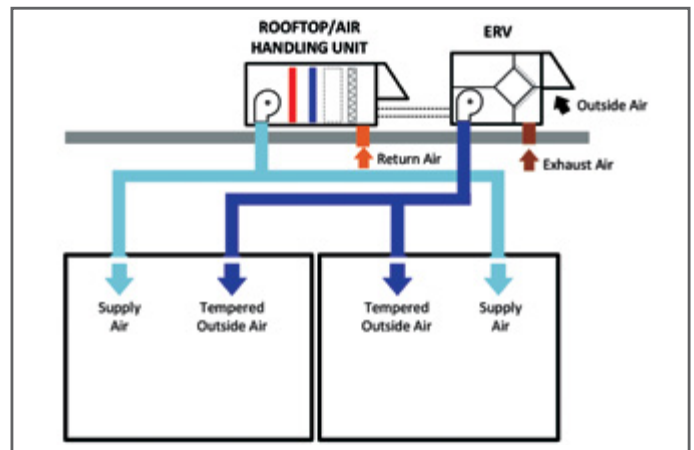 ROOFTOP/AIR
HANDLING UNIT
ERV
Outside Air
Return Air
Exhaust Air
Supply
Air
Tempered
Outside Air
Tempered
Outside Air
Supply
Air